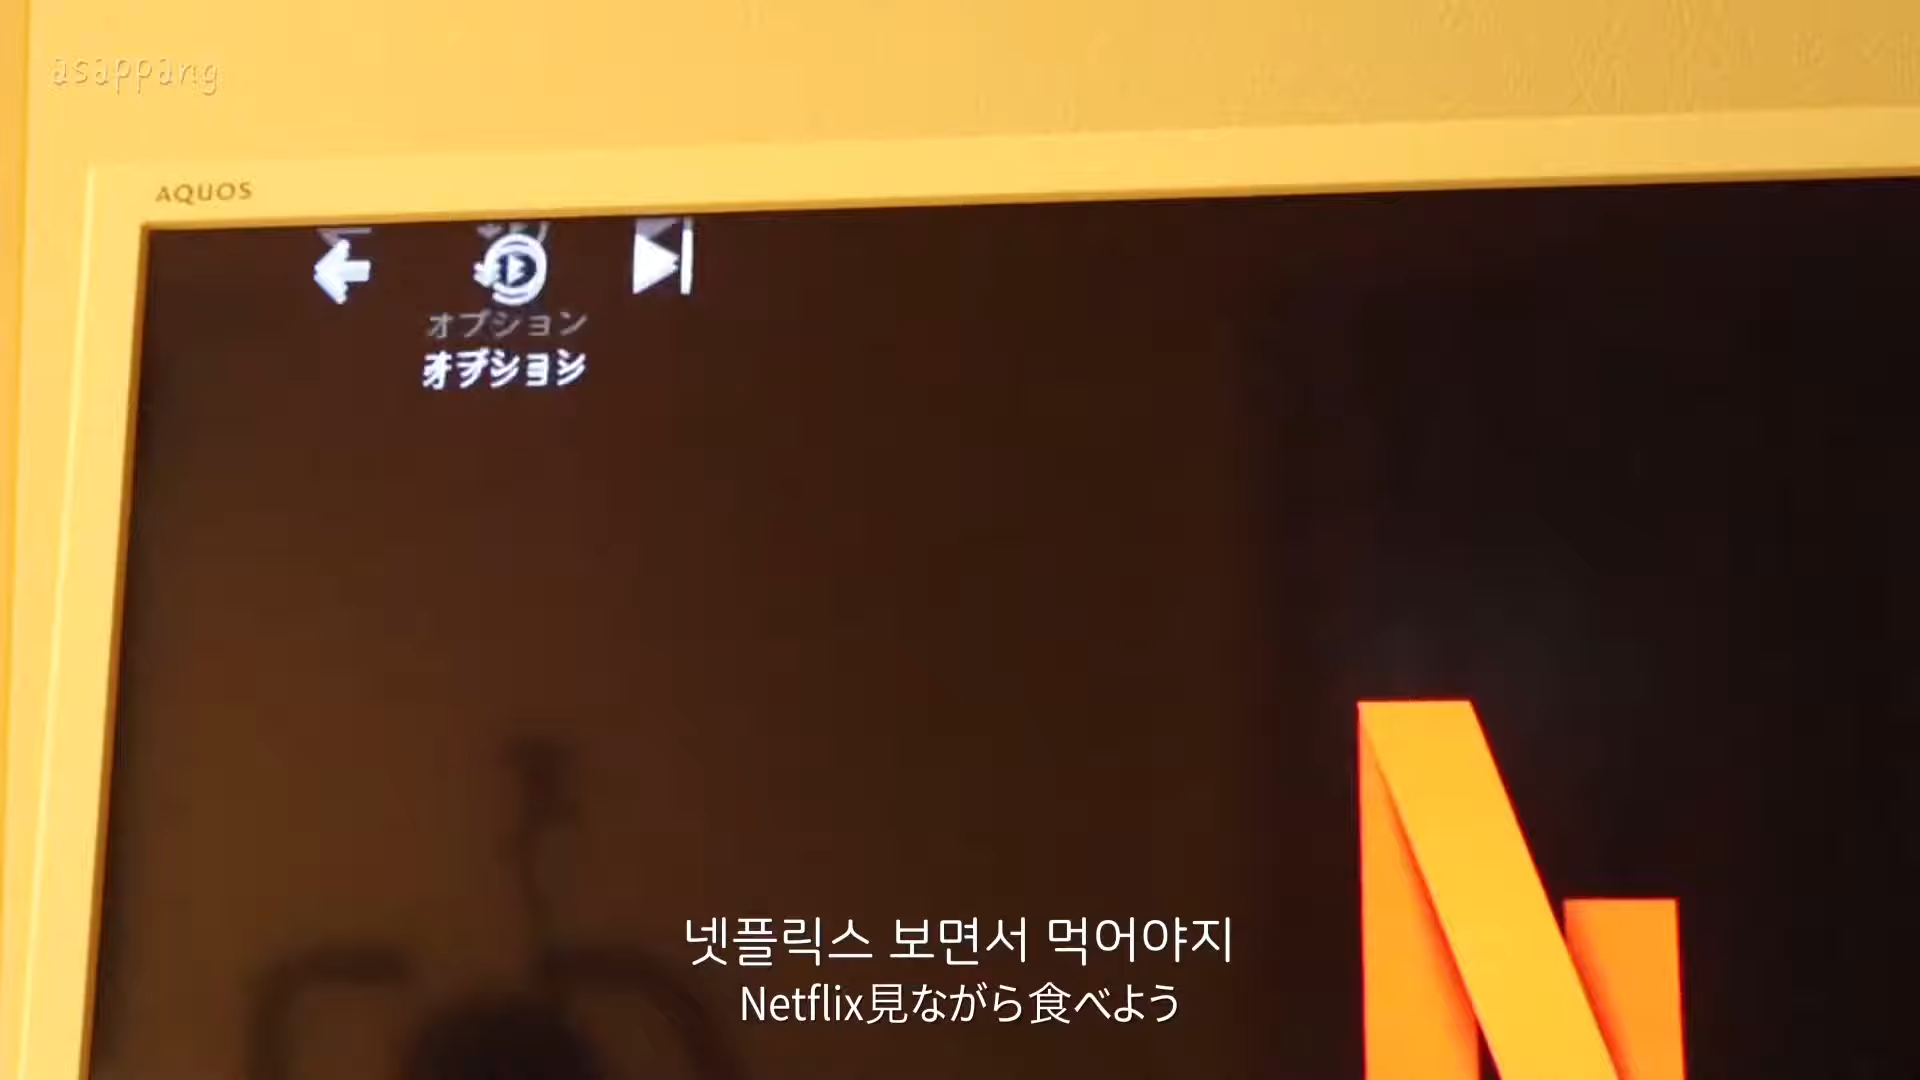 asappang
AQUOS
オプション
オプション
넷플릭스 보면서 먹어야지
Netflix見ながら食べよう